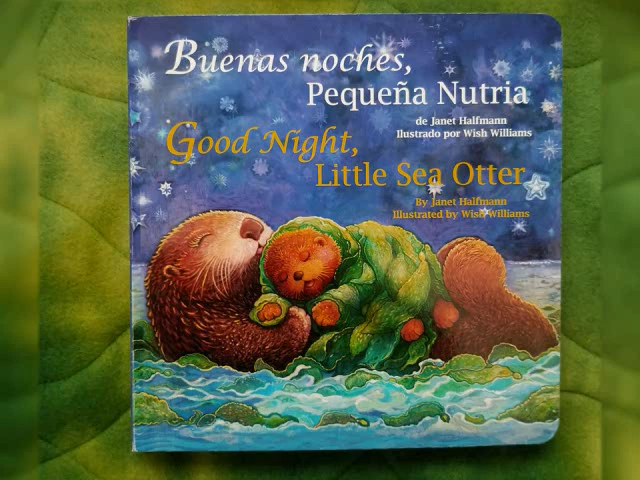 Buenas noches,
Pequeña Nutria
de Janet Halfmann
Ilustrado por Wish Williams
Good Night,
Little Sea Otter
By Janet Halfmann
Illustrated by Wish Williams